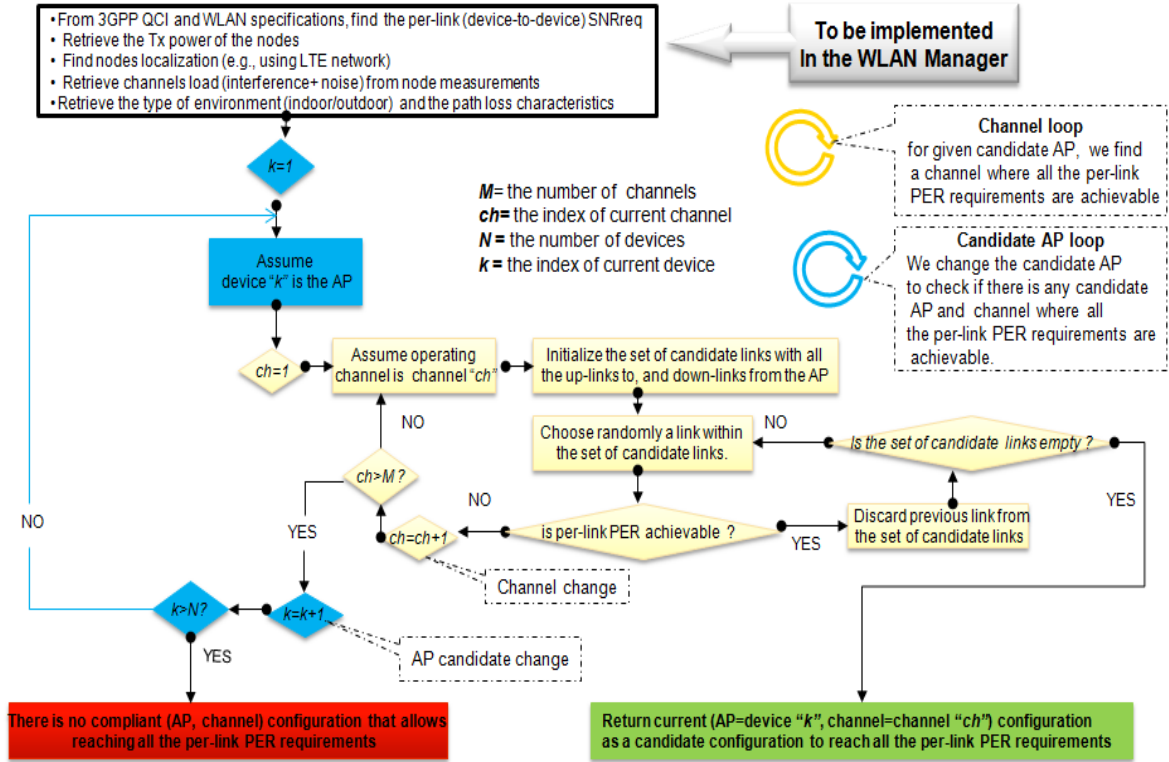 •From 3GPP QCI and WLAN specifications, find the per-link (device-to-device) SNRreq
• Retrieve the Tx power of the nodes
• Find nodes localization (e.g., using LTE network)
• Retrieve channels load (interference+ noise) from node measurements
•Retrieve the type of environment (indoor/outdoor) and the path loss characteristics
To be implemented
In the WLAN Manager
k=1
Channel loop
for given candidate AP, we find
a channel where all the per-link
PER requirements are achievable
M= the number of channels
ch= the index of current channel
N = the number of devices
k = the index of current device
Candidate AP loop
We change the candidate AP
to check if there is any candidate
AP and channel where all
the per-link PER requirements are
achievable.
Assume
device "k" is the AP
ch=1
Assume operating
channel is channel "ch"
Initialize the set of candidate links with all
the up-links to, and down-links from the AP
NO
Choose randomly a link within
the set of candidate links.
NO
Is the set of candidate links empty ?
ch>M?
NO
YES
NO
YES
ch=ch+1
is per-link PER achievable ?
YES
Discard previous link from
the set of candidate links
Channel change
k>N?
k=k+1
YES
AP candidate change
There is no compliant (AP, channel) configuration that allows
reaching all the per-link PER requirements
Return current (AP=device "k", channel=channel "ch") configuration
as a candidate configuration to reach all the per-link PER requirements